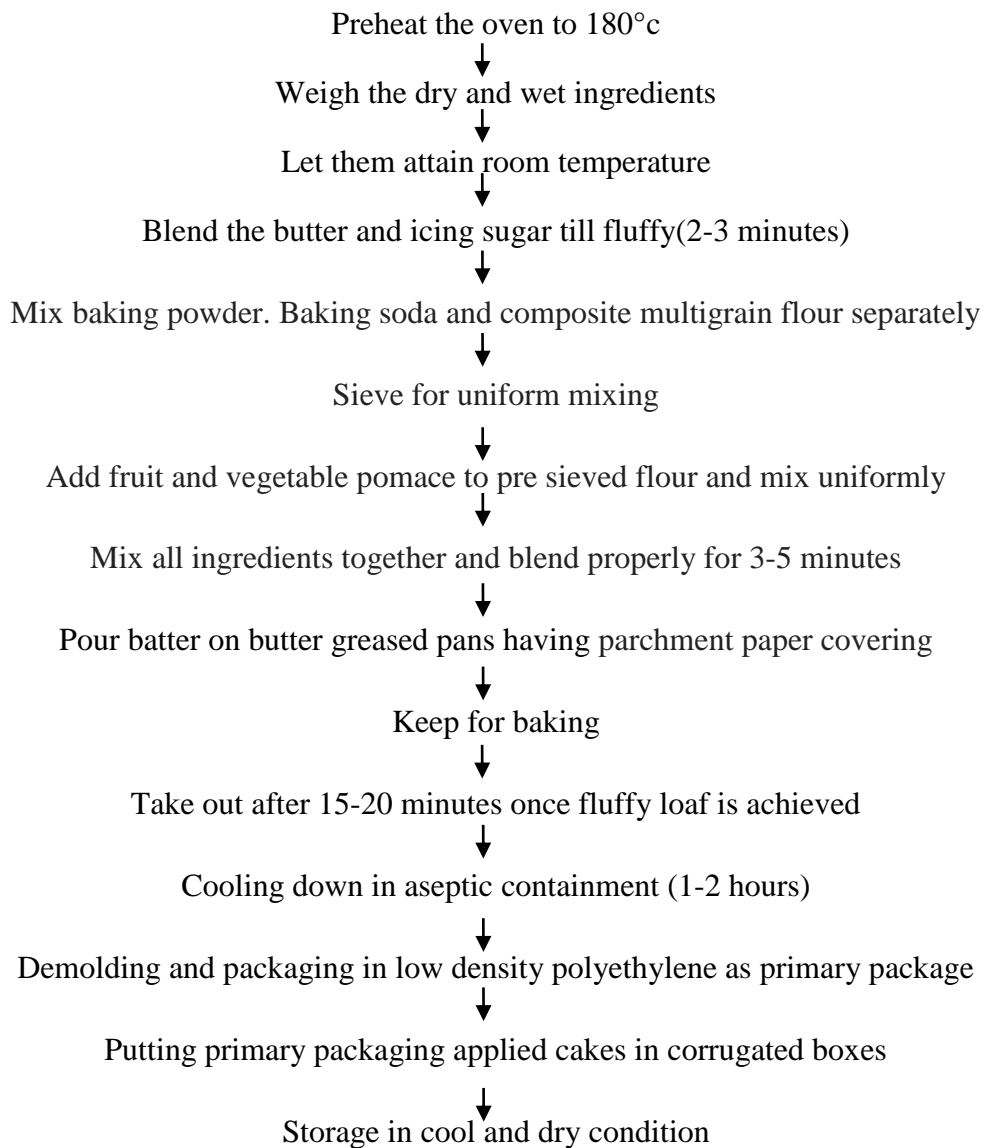 Preheat the oven to 180°c
Weigh the dry and wet ingredients
Let them attain room temperature
Blend the butter and icing sugar till fluffy(2-3 minutes)
Mix baking powder. Baking soda and composite multigrain flour separately
Sieve for uniform mixing
Add fruit and vegetable pomace to pre sieved flour and mix uniformly
Mix all ingredients together and blend properly for 3-5 minutes
Pour batter on butter greased pans having parchment paper covering
Keep for baking
Take out after 15-20 minutes once fluffy loaf is achieved
Cooling down in aseptic containment (1-2 hours)
Demolding and packaging in low density polyethylene as primary package
Putting primary packaging applied cakes in corrugated boxes
Storage in cool and dry condition